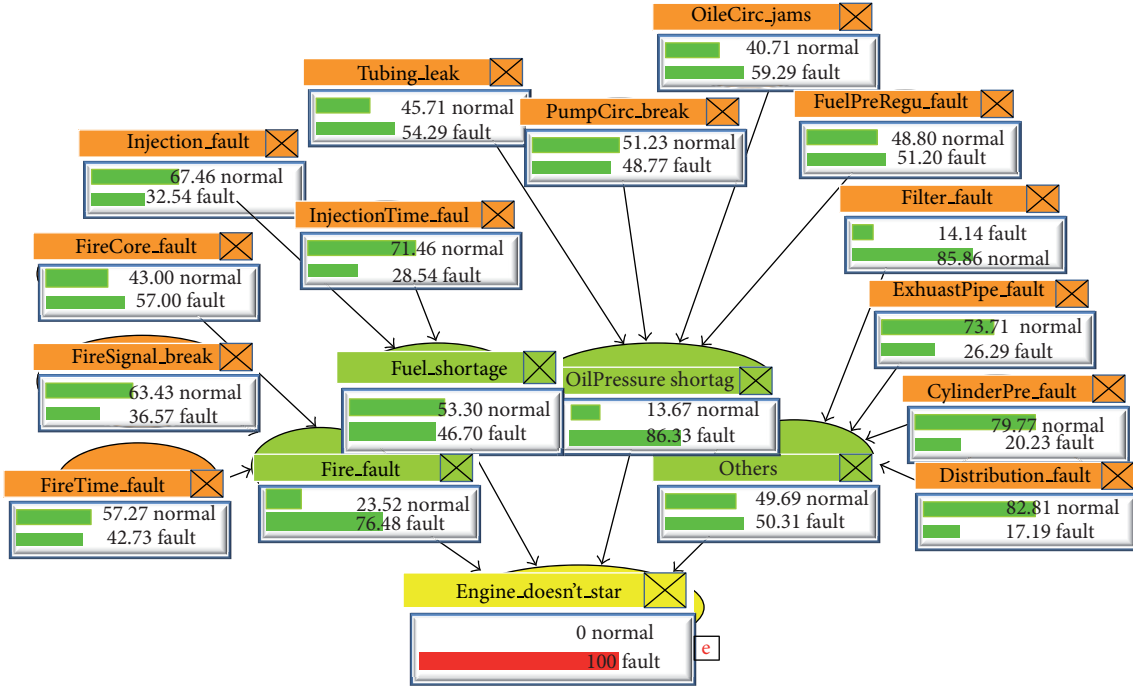 OileCirc_jams
40.71 normal
59.29 fault
Tubing_leak
45.71 normal
54.29 fault
PumpCirc_break
51.23 normal
48.77 fault
FuelPreRegu_fault
48.80 normal
51.20 fault
Injection_fault
67.46 normal
32.54 fault
InjectionTime_faul
71.46 normal
28.54 fault
Filter_fault
14.14 fault
85.86 normal
FireCore_fault
43.00 normal
57.00 fault
ExhuastPipe_fault
73.71 normal
26.29 fault
FireSignal_break
63.43 normal
36.57 fault
Fuel_shortage
53.30 normal
46.70 fault
OilPressure shortag
13.67 normal
86.33 fault
CylinderPre_fault
79.77 normal
20.23 fault
FireTime_fault
57.27 normal
42.73 fault
Fire_fault
23.52 normal
76.48 fault
Others
49.69 normal
50.31 fault
Distribution_fault
82.81 normal
17.19 fault
Engine_doesn't_star
0 normal
100 fault
e